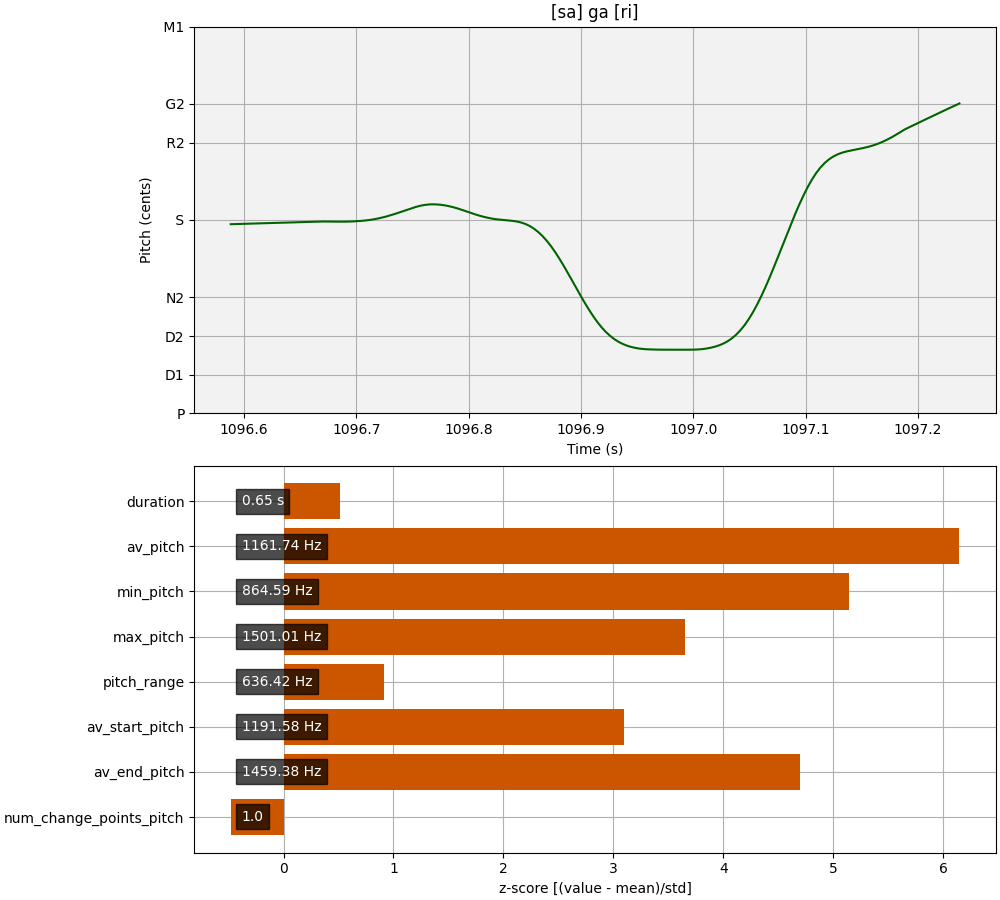 [sa] ga [ri]
M1
G2
R2
S
N2
D2
D1
P
Pitch (cents)
1096.6 1096.7 1096.8 1096.9 1097.0 1097.1 1097.2
Time (s)
duration 0.65 s
av_pitch 1161.74 Hz
min_pitch 864.59 Hz
max_pitch 1501.01 Hz
pitch_range 636.42 Hz
av_start_pitch 1191.58 Hz
av_end_pitch 1459.38 Hz
num_change_points_pitch 1.0
0 1 2 3 4 5 6
z-score [(value - mean)/std]